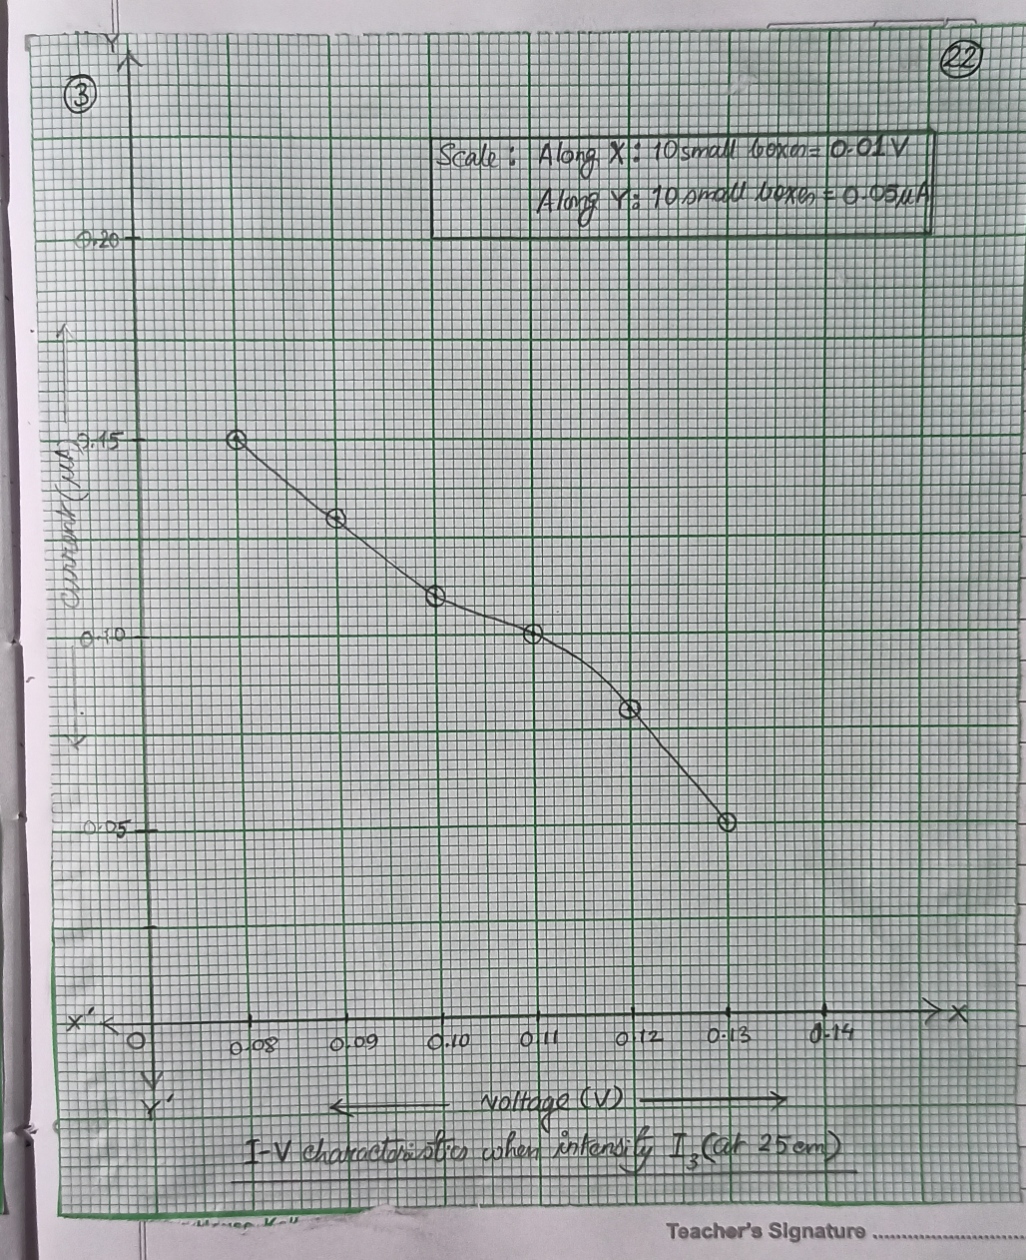 Y
3
22
Scale: Along X: 10 small boxes = 0.01V
Along Y: 10 small boxes = 0.05μA
0.20
0.15
current (μA)
0.10
0.05
X'
X
O
0.08 0.09 0.10 0.11 0.12 0.13 0.14
Y'
voltage (V)
I-V characteristics when intensity I₃ (at 25cm)
Teacher's Signature